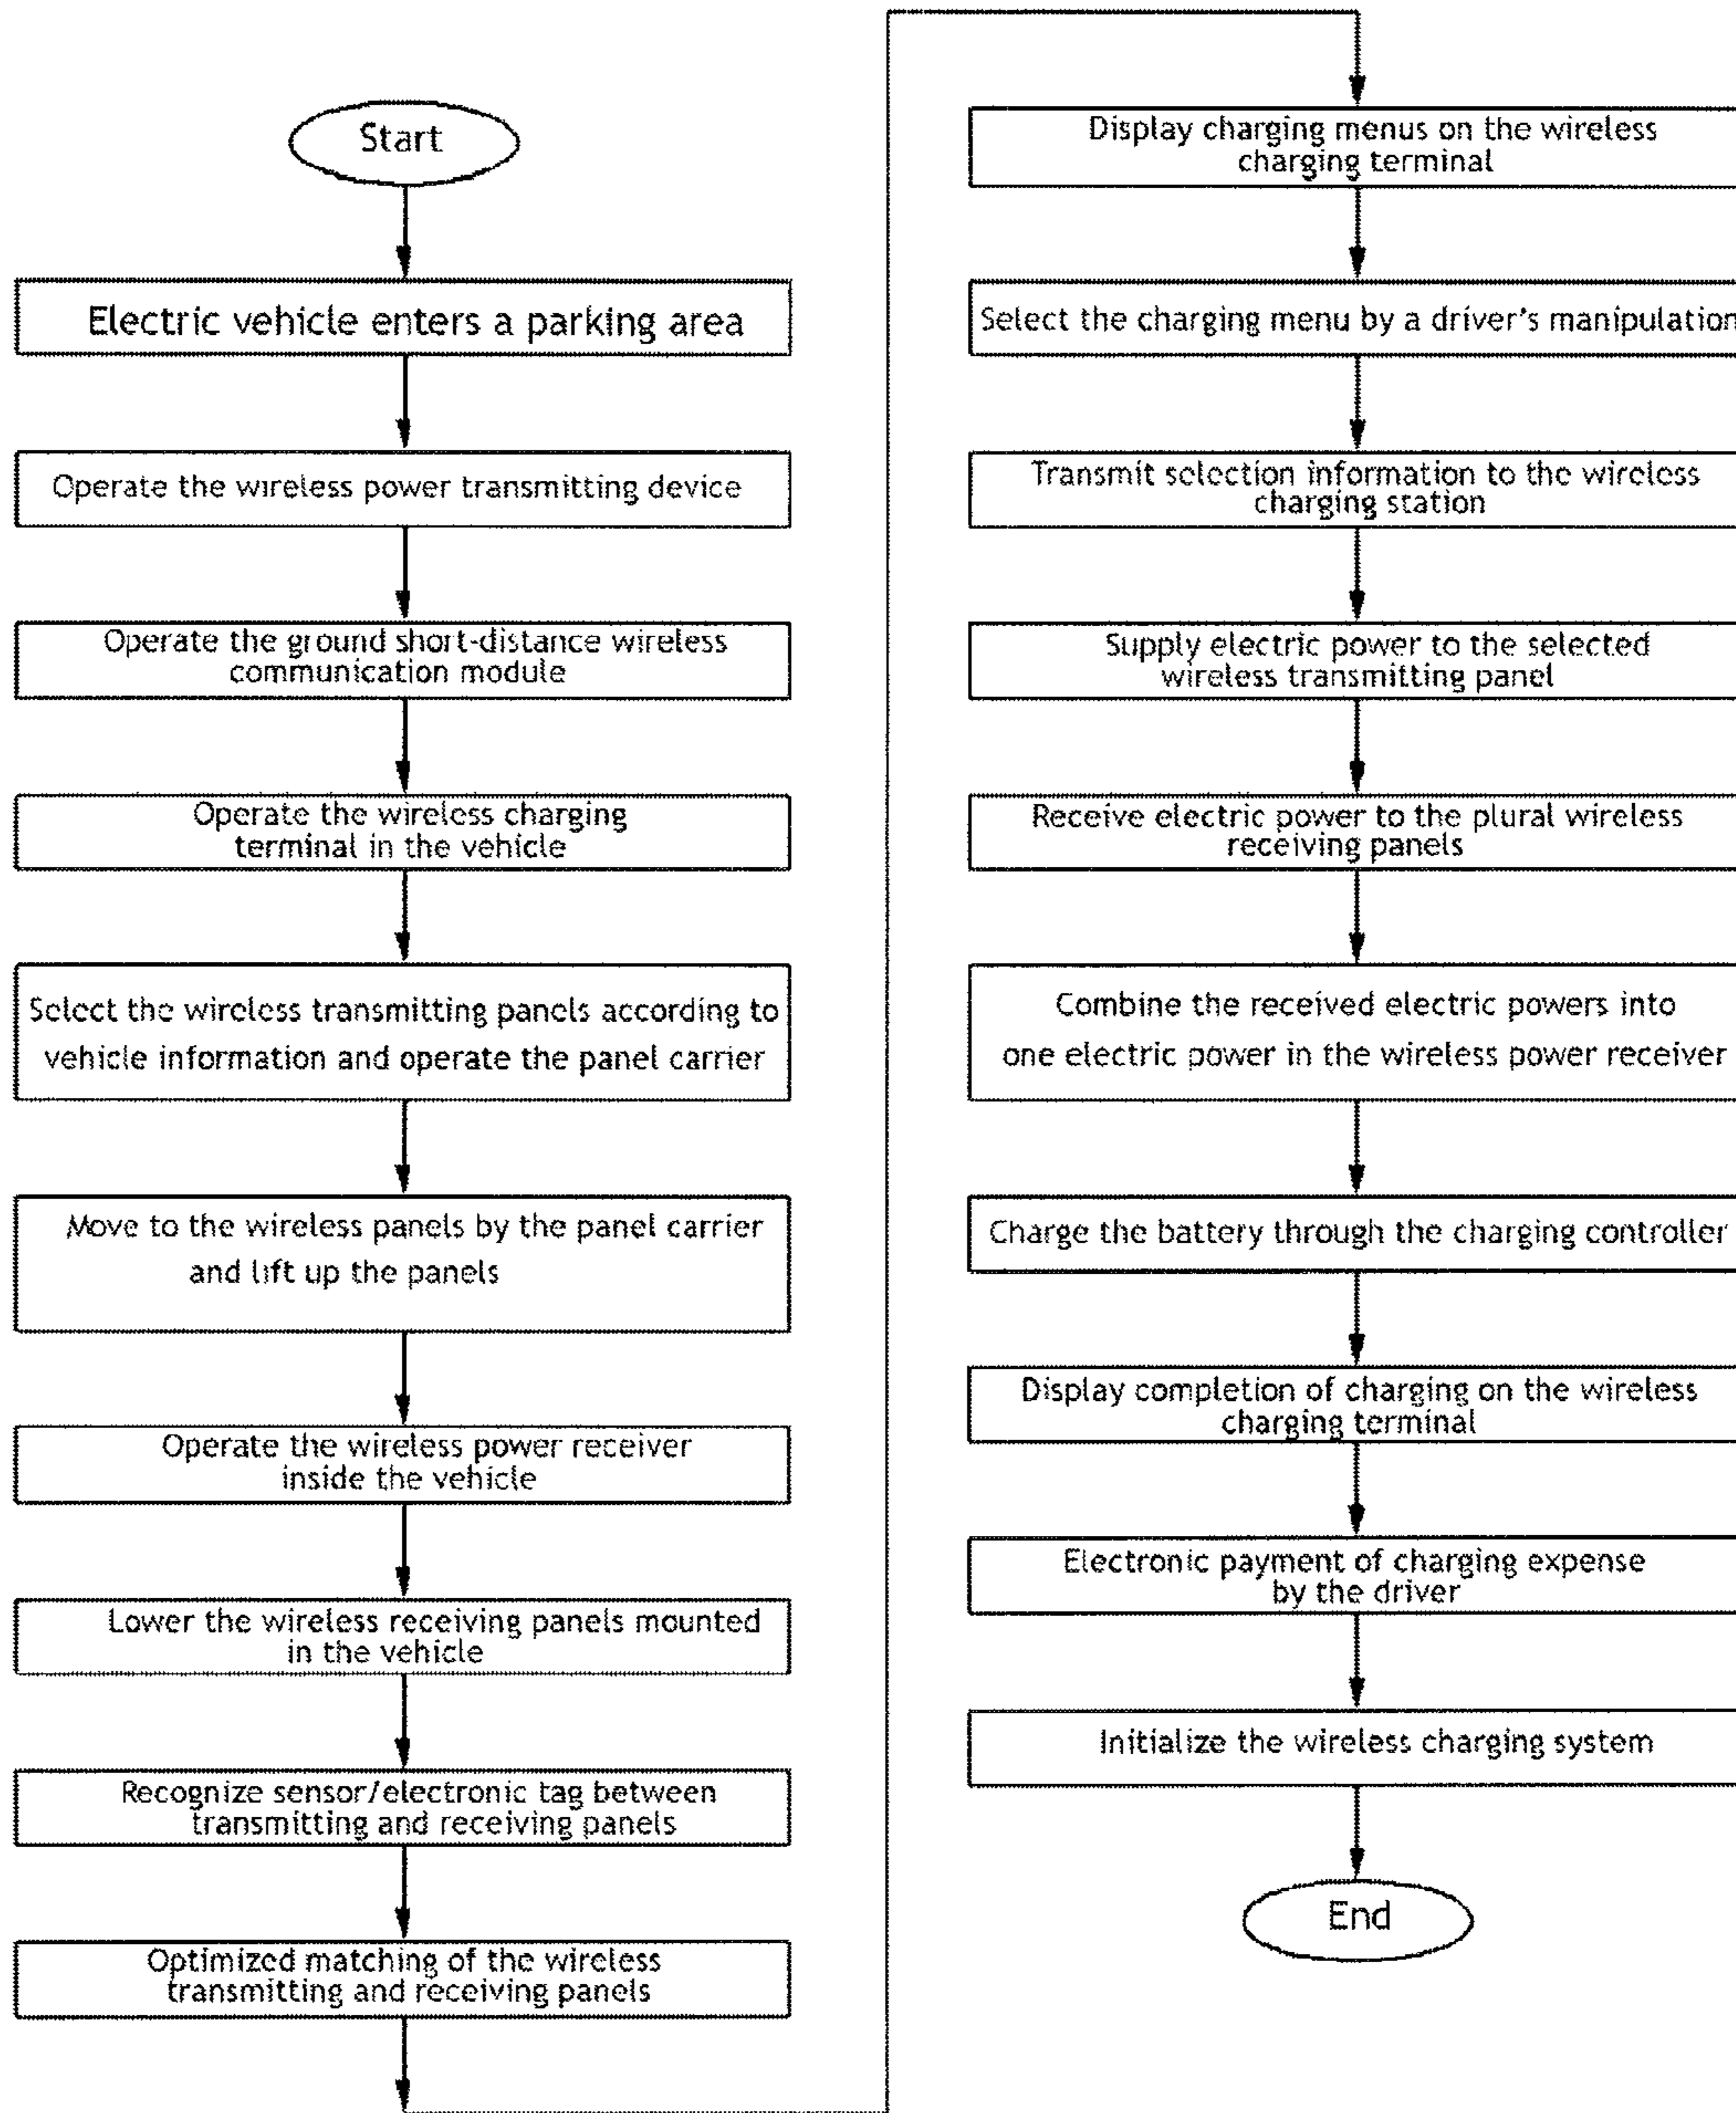 Start
Electric vehicle enters a parking area
Operate the wireless power transmitting device
Operate the ground short-distance wireless
communication module
Operate the wireless charging
terminal in the vehicle
Select the wireless transmitting panels according to
vehicle information and operate the panel carrier
Move to the wireless panels by the panel carrier
and lift up the panels
Operate the wireless power receiver
inside the vehicle
Lower the wireless receiving panels mounted
in the vehicle
Recognize sensor/electronic tag between
transmitting and receiving panels
Optimized matching of the wireless
transmitting and receiving panels
Display charging menus on the wireless
charging terminal
Select the charging menu by a driver's manipulation
Transmit selection information to the wireless
charging station
Supply electric power to the selected
wireless transmitting panel
Receive electric power to the plural wireless
receiving panels
Combine the received electric powers into
one electric power in the wireless power receiver
Charge the battery through the charging controller
Display completion of charging on the wireless
charging terminal
Electronic payment of charging expense
by the driver
Initialize the wireless charging system
End